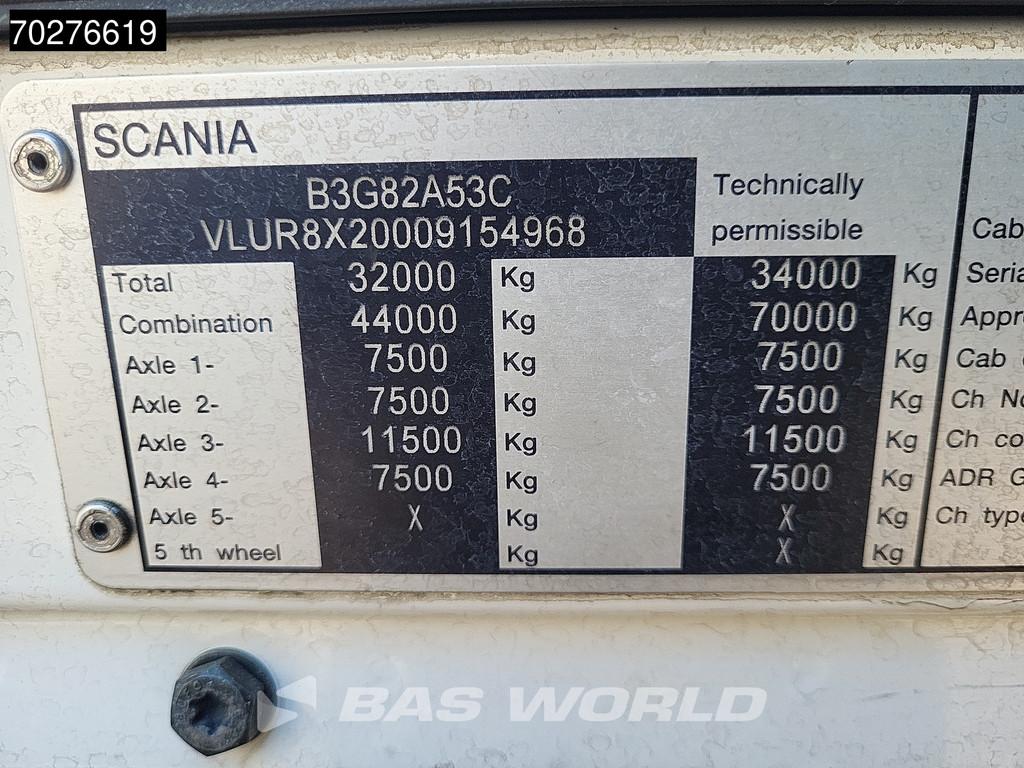 70276619
SCANIA
B3G82A53C
VLUR8X20009154968
Technically
permissible
Total 32000 Kg 34000 Kg
Combination 44000 Kg 70000 Kg
Axle 1- 7500 Kg 7500 Kg
Axle 2- 7500 Kg 7500 Kg
Axle 3- 11500 Kg 11500 Kg
Axle 4- 7500 Kg 7500 Kg
Axle 5- X Kg X Kg
5 th wheel Kg X Kg
Cab
Seria
Appro
Cab
Ch No
Ch co
ADR G
Ch type
BAS WORLD